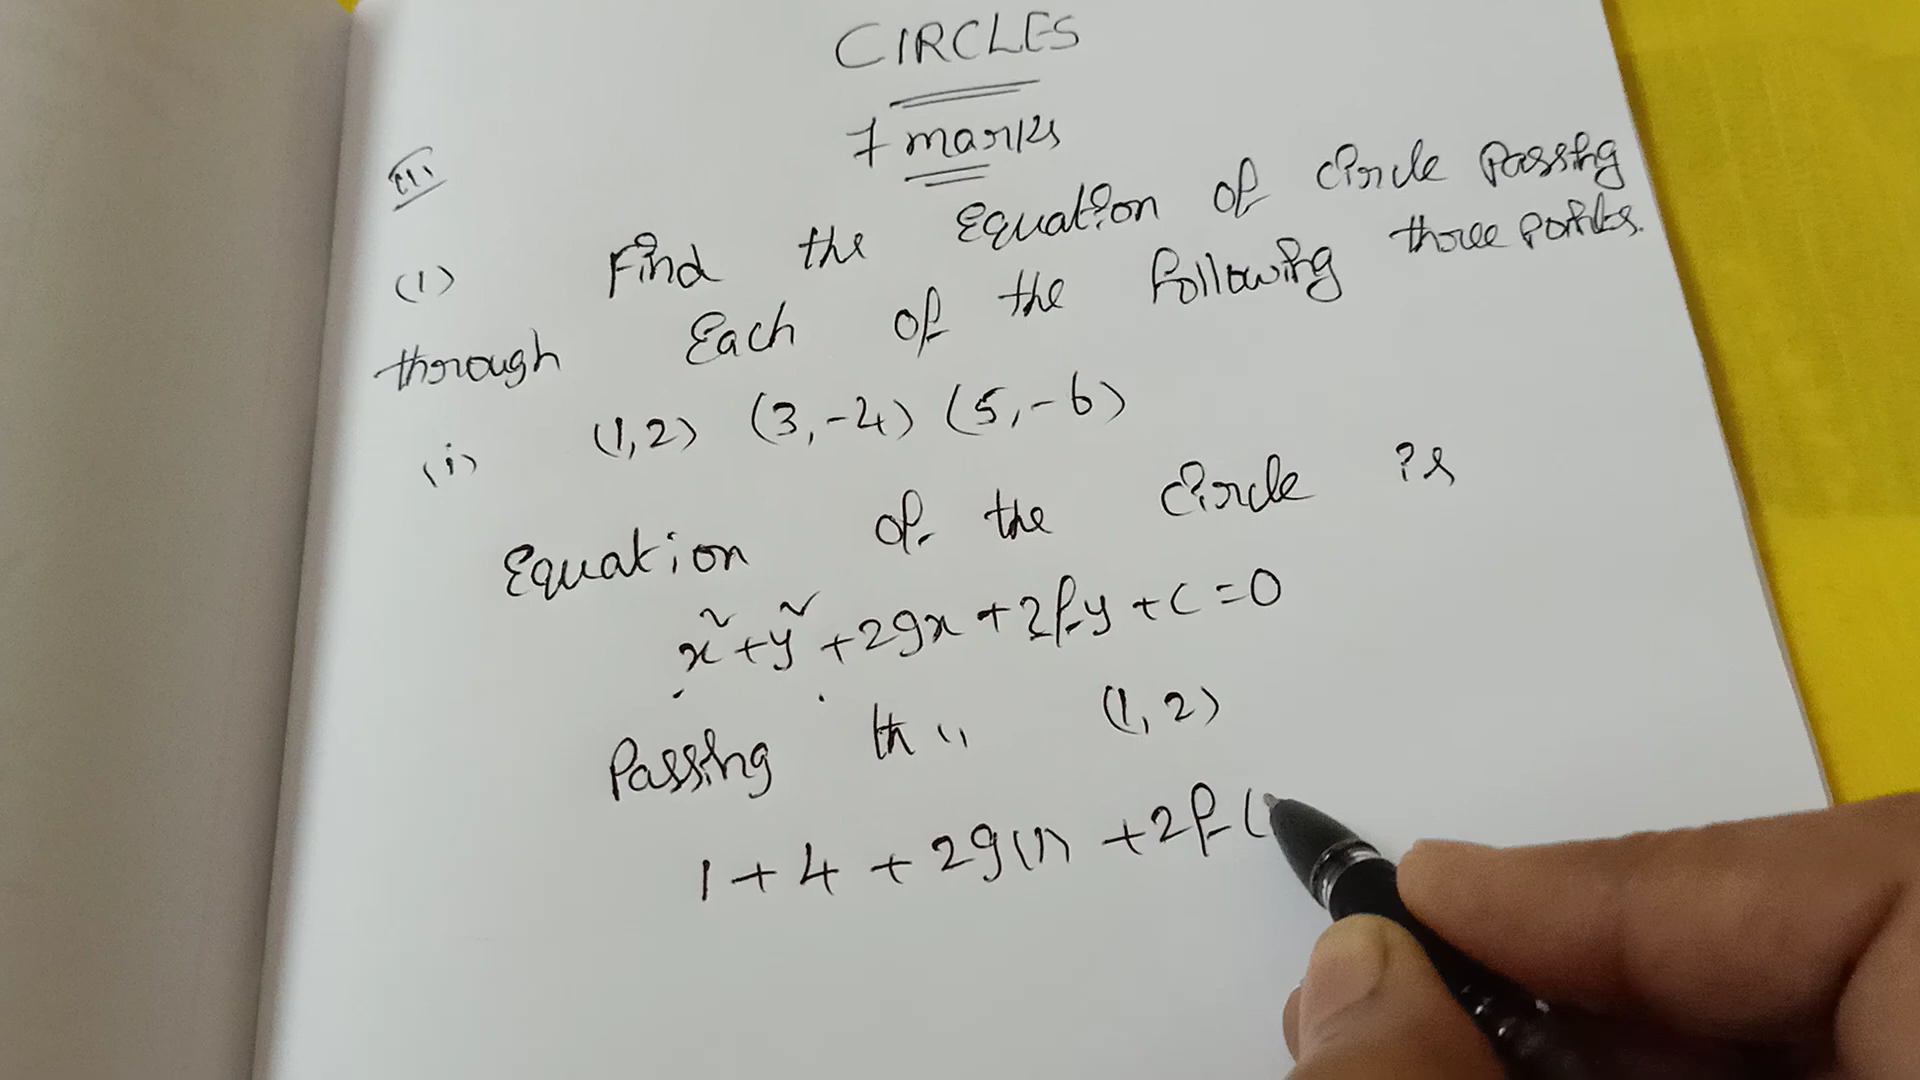 CIRCLES
7 marks
III
(1) Find the Equation of circle passing
through Each of the following three points.
(i) (1,2) (3,-4) (5,-6)
Equation of the circle is
x²+y²+2gx+2fy+c=0
Passing th'' (1,2)
1+4+2g(1)+2f(